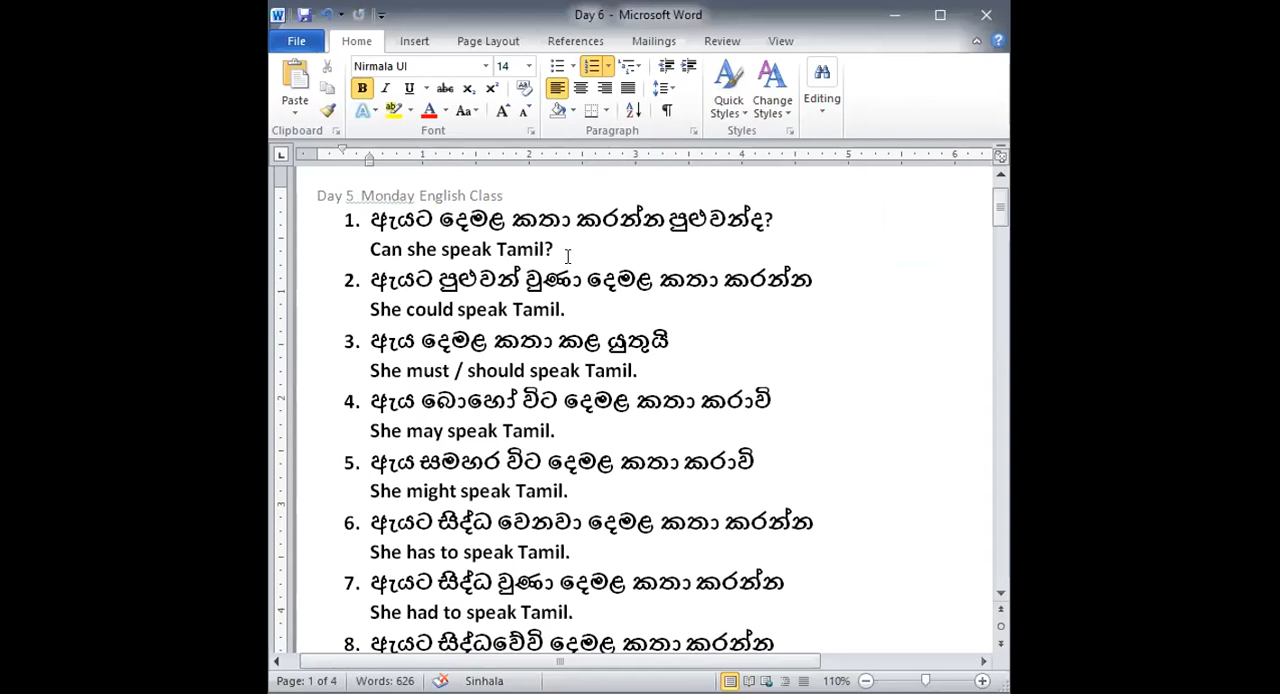 Day 6 - Microsoft Word
File Home Insert Page Layout References Mailings Review View
Nirmala UI 14
Paste
Quick Styles
Change Styles
Editing
Clipboard Font Paragraph Styles
1 2 3 4 5 6
Day 5 Monday English Class
1. ඇයට දෙමළ කතා කරන්න පුළුවන්ද?
Can she speak Tamil?
2. ඇයට පුළුවන් වුණා දෙමළ කතා කරන්න
She could speak Tamil.
3. ඇය දෙමළ කතා කළ යුතුයි
She must / should speak Tamil.
4. ඇය බොහෝ විට දෙමළ කතා කරාවි
She may speak Tamil.
5. ඇය සමහර විට දෙමළ කතා කරාවි
She might speak Tamil.
6. ඇයට සිද්ධ වෙනවා දෙමළ කතා කරන්න
She has to speak Tamil.
7. ඇයට සිද්ධ වුණා දෙමළ කතා කරන්න
She had to speak Tamil.
8. ඇයට සිද්ධවේවි දෙමළ කතා කරන්න
Page: 1 of 4 Words: 626 Sinhala 110%